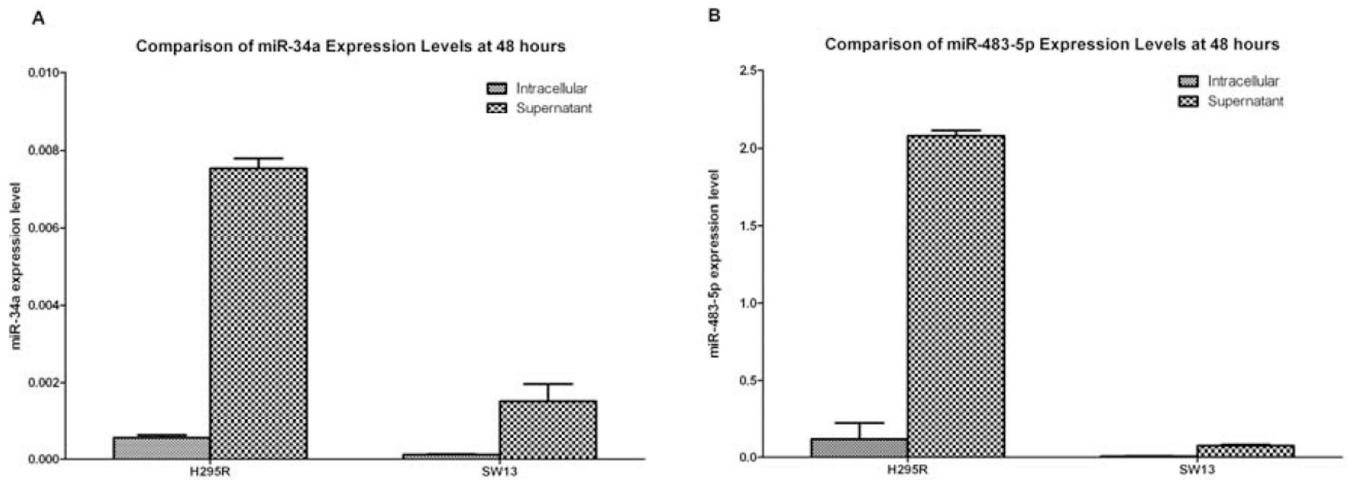 A
Comparison of miR-34a Expression Levels at 48 hours
miR-34a expression level
0.010
0.008
0.006
0.004
0.002
0.000
Intracellular
Supernatant
H295R
SW13
B
Comparison of miR-483-5p Expression Levels at 48 hours
miR-483-5p expression level
2.5
2.0
1.5
1.0
0.5
0.0
Intracellular
Supernatant
H295R
SW13